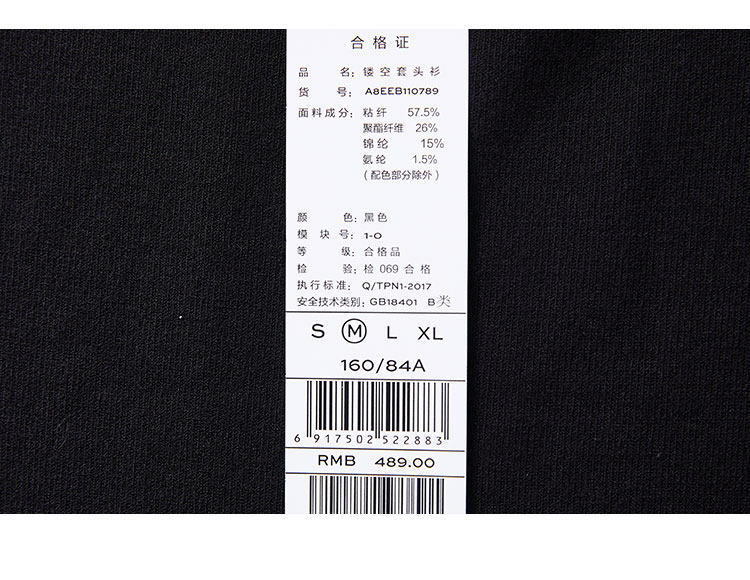 合格证
品名：镂空套头衫
货号：A8EEB110789
面料成分：粘纤 57.5%
聚酯纤维 26%
锦纶 15%
氨纶 1.5%
（配色部分除外）
颜色：黑色
模块号：1-0
等级：合格品
检验：检 069 合格
执行标准：Q/TPN1-2017
安全技术类别：GB18401 B类
S M L XL
160/84A
6 917502 522883
RMB 489.00